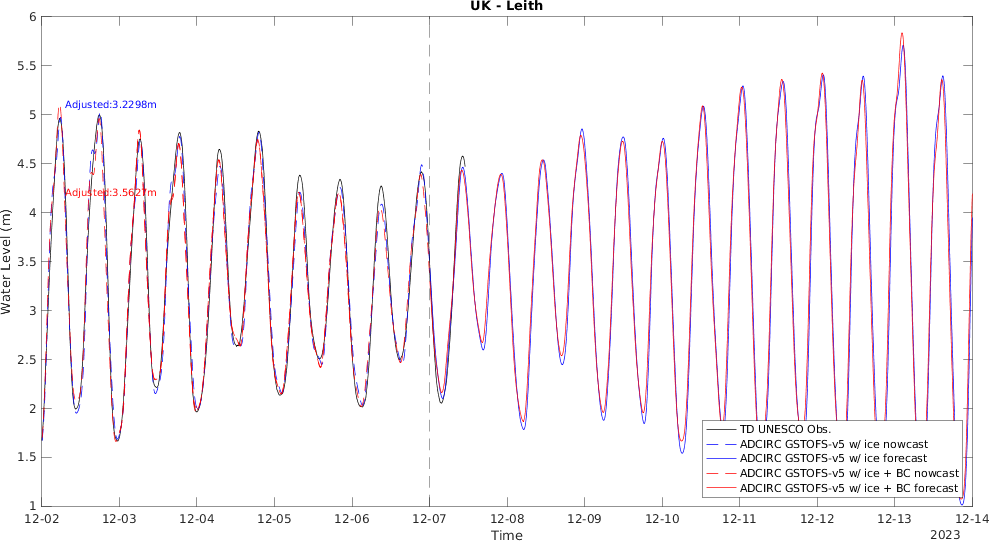 UK - Leith
6
5.5
5
4.5
4
3.5
3
2.5
2
1.5
1
Water Level (m)
Adjusted:3.2298m
Adjusted:3.5627m
TD UNESCO Obs.
ADCIRC GSTOFS-v5 w/ ice nowcast
ADCIRC GSTOFS-v5 w/ ice forecast
ADCIRC GSTOFS-v5 w/ ice + BC nowcast
ADCIRC GSTOFS-v5 w/ ice + BC forecast
12-02 12-03 12-04 12-05 12-06 12-07 12-08 12-09 12-10 12-11 12-12 12-13 12-14
Time
2023